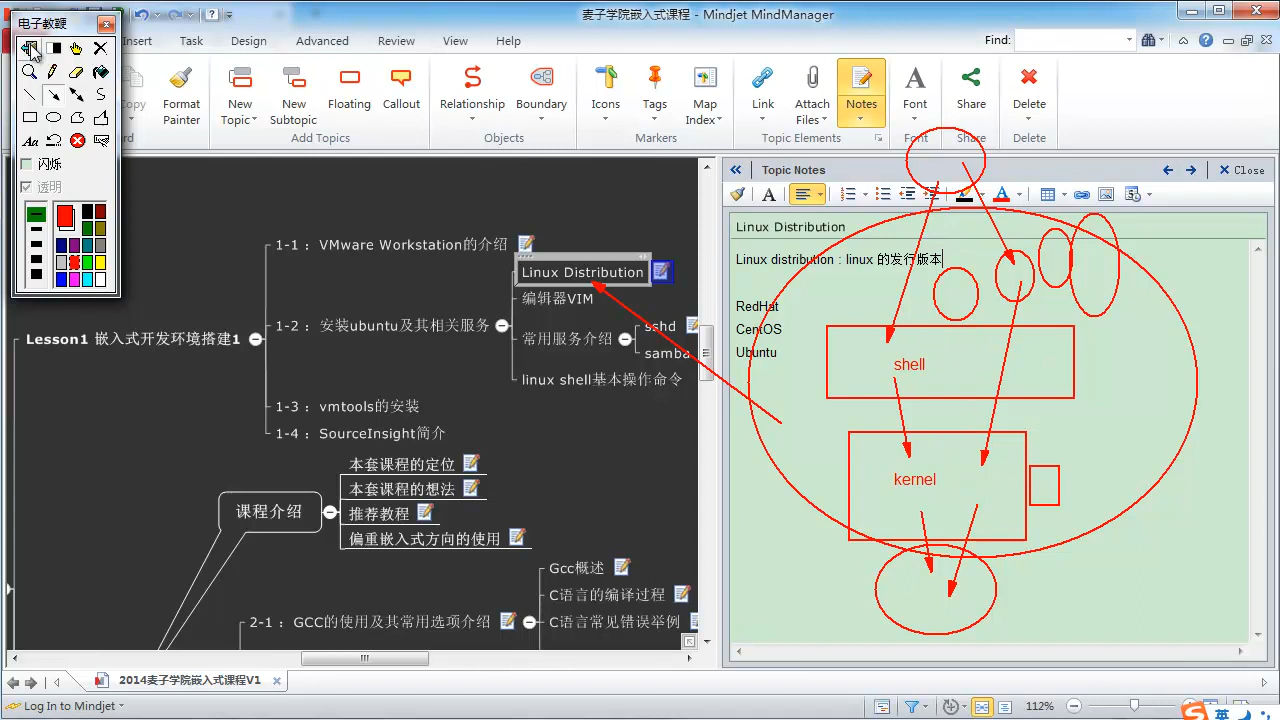 麦子学院嵌入式课程 - Mindjet MindManager
电子教鞭
Insert Task Design Advanced Review View Help
Find:
Copy
Format Painter
New Topic
New Subtopic
Floating
Callout
Relationship
Boundary
Icons
Tags
Map Index
Link
Attach Files
Notes
Font
Share
Delete
Add Topics
Objects
Markers
Topic Elements
Font
Share
Delete
Aa
闪烁
透明
Topic Notes
Close
Linux Distribution
Linux distribution：linux 的发行版本
RedHat
CentOS
Ubuntu
shell
kernel
Lesson1 嵌入式开发环境搭建1
1-1： VMware Workstation的介绍
1-2： 安装ubuntu及其相关服务
Linux Distribution
编辑器VIM
常用服务介绍
sshd
samba
linux shell基本操作命令
1-3： vmtools的安装
1-4： SourceInsight简介
课程介绍
本套课程的定位
本套课程的想法
推荐教程
偏重嵌入式方向的使用
2-1： GCC的使用及其常用选项介绍
Gcc概述
C语言的编译过程
C语言常见错误举例
2014麦子学院嵌入式课程V1
Log In to Mindjet
112%
英